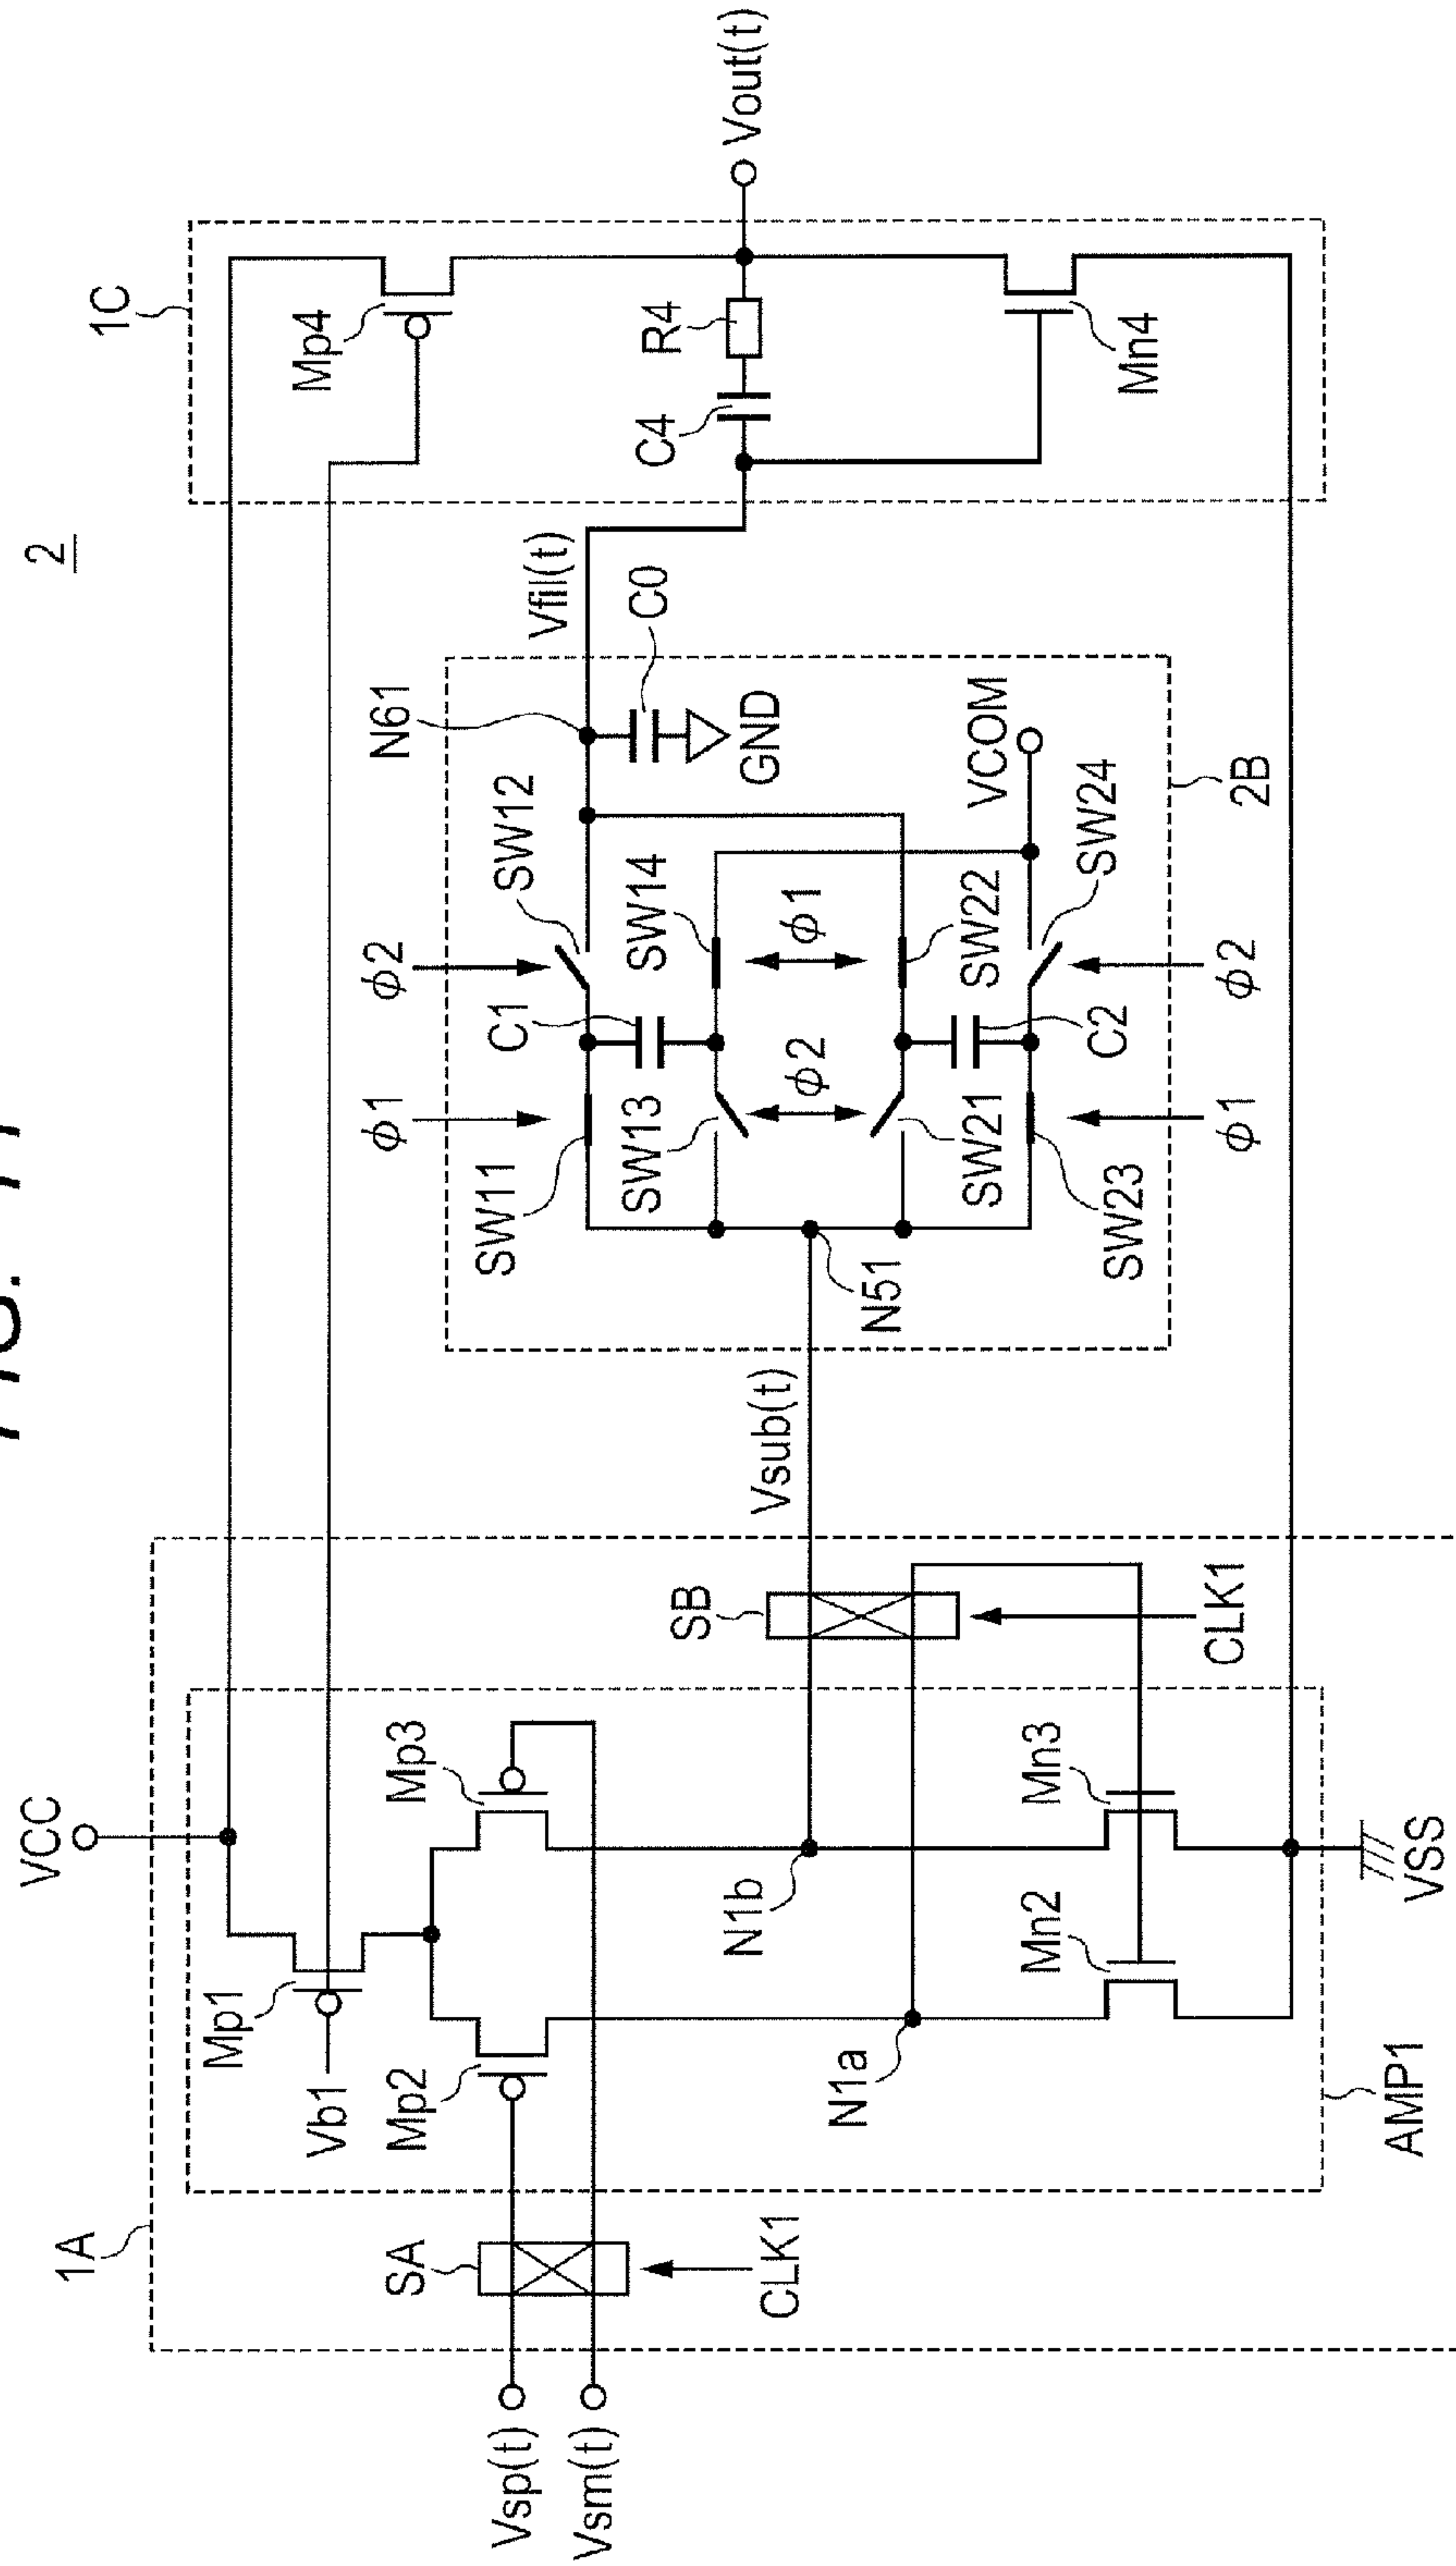 FIG. 11
2
1A
VCC
1C
Mp1
Vb1
Mp4
SA
Mp2
Mp3
Vsp(t)
Vsm(t)
CLK1
N1b
N1a
SB
Vsub(t)
CLK1
Mn2
Mn3
AMP1
VSS
φ1
φ2
N61
Vfil(t)
SW11
C1
SW12
C0
SW13
SW14
GND
φ2
φ1
N51
VCOM
SW21
SW22
SW23
C2
SW24
φ1
φ2
2B
C4
R4
Vout(t)
Mn4